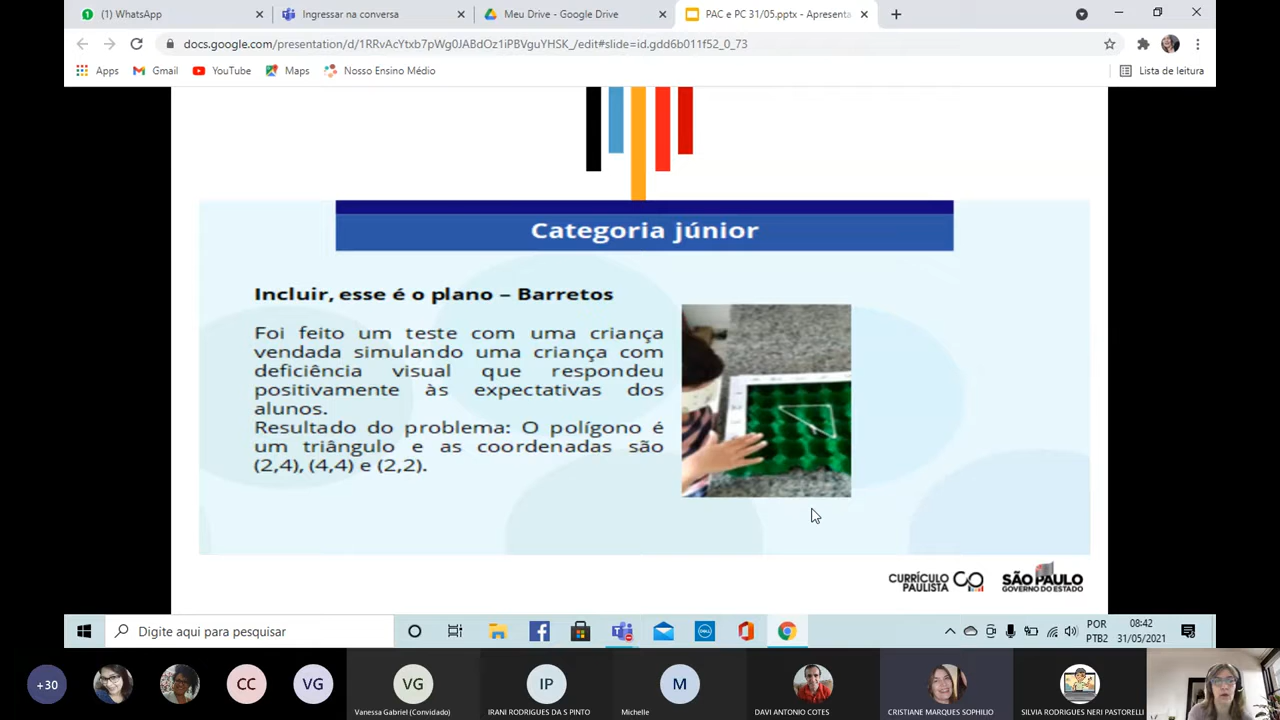 (1) WhatsApp
Ingressar na conversa
Meu Drive - Google Drive
PAC e PC 31/05.pptx - Apresenta
docs.google.com/presentation/d/1RRvAcYtxb7pWg0JABdOz1iPBVguYHSK_/edit#slide=id.gdd6b011f52_0_73
Apps
Gmail
YouTube
Maps
Nosso Ensino Médio
Lista de leitura
Categoria júnior
Incluir, esse é o plano – Barretos
Foi feito um teste com uma criança
vendada simulando uma criança com
deficiência visual que respondeu
positivamente às expectativas dos
alunos.
Resultado do problema: O polígono é
um triângulo e as coordenadas são
(2,4), (4,4) e (2,2).
CURRÍCULO
PAULISTA
SÃO PAULO
GOVERNO DO ESTADO
Digite aqui para pesquisar
POR
PTB2
08:42
31/05/2021
+30
CC
VG
VG
IP
M
Vanessa Gabriel (Convidado)
IRANI RODRIGUES DA S PINTO
Michelle
DAVI ANTONIO COTES
CRISTIANE MARQUES SOPHILIO
SILVIA RODRIGUES NERI PASTORELLI